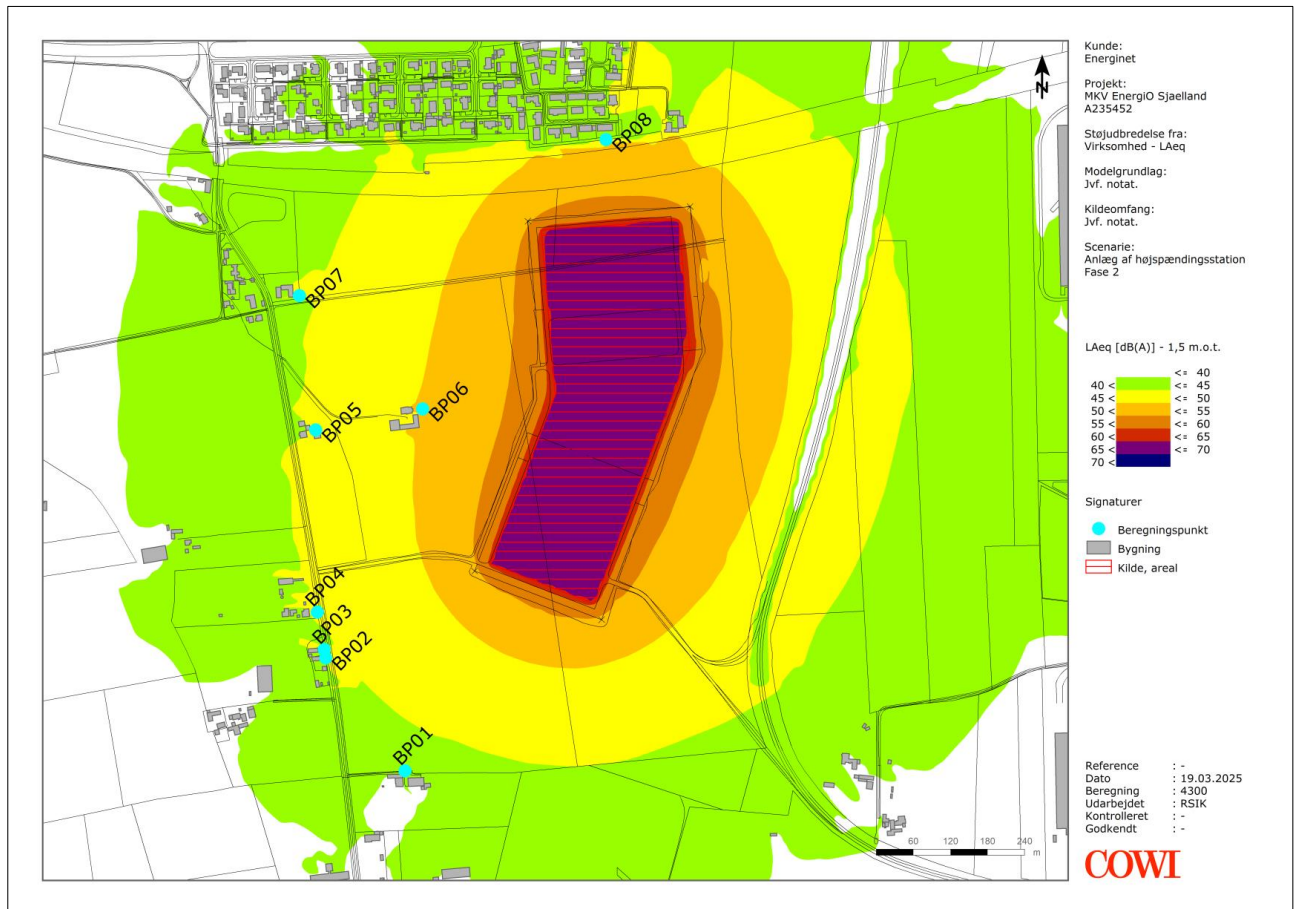 Kunde:
Energinet
Projekt:
MKV EnergiO Sjaelland
A235452
Støjudbredelse fra:
Virksomhed - LAeq
Modelgrundlag:
Jvf. notat.
Kildeomfang:
Jvf. notat.
Scenarie:
Anlæg af højspændingsstation
Fase 2
N
BP08
BP07
BP06
BP05
BP04
BP03
BP02
BP01
LAeq [dB(A)] - 1,5 m.o.t.
<= 40
40 < <= 45
45 < <= 50
50 < <= 55
55 < <= 60
60 < <= 65
65 < <= 70
70 <
Signaturer
Beregningspunkt
Bygning
Kilde, areal
0 60 120 180 240
m
Reference : -
Dato : 19.03.2025
Beregning : 4300
Udarbejdet : RSIK
Kontrolleret : -
Godkendt : -
COWI